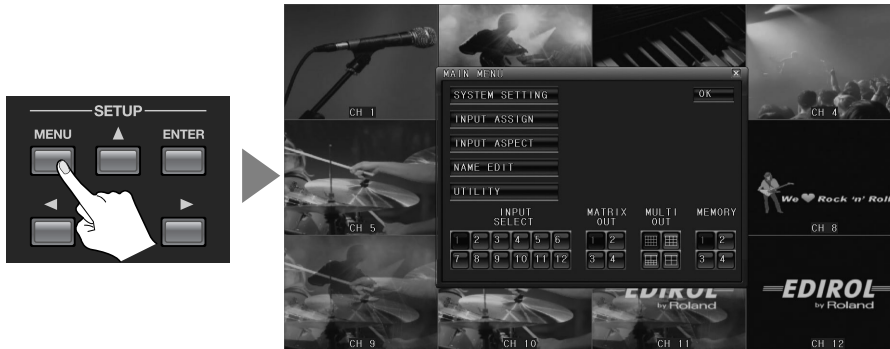 SETUP
MENU
ENTER
CH 1
CH 4
CH 5
We Rock 'n' Roll
CH 8
EDIROL
by Roland
CH 9
CH 10
EDIROL
by Roland
CH 11
CH 12
MAIN MENU
SYSTEM SETTING
OK
INPUT ASSIGN
INPUT ASPECT
NAME EDIT
UTILITY
INPUT
SELECT
MATRIX
OUT
MULTI
OUT
MEMORY
1 2 3 4 5 6
7 8 9 10 11 12
1 2
3 4
1 2
3 4